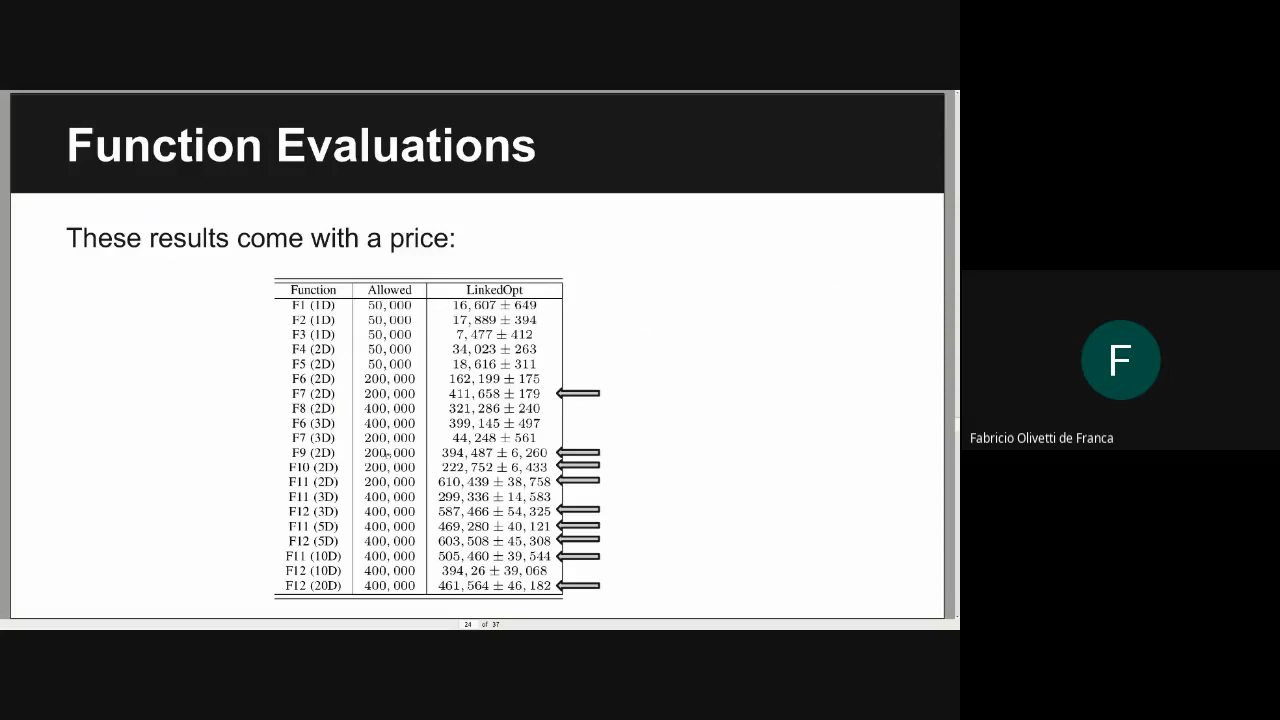 Function Evaluations
These results come with a price:
Function Allowed LinkedOpt
F1 (1D) 50,000 16,607 ± 649
F2 (1D) 50,000 17,889 ± 394
F3 (1D) 50,000 7,477 ± 412
F4 (2D) 50,000 34,023 ± 263
F5 (2D) 50,000 18,616 ± 311
F6 (2D) 200,000 162,199 ± 175
F7 (2D) 200,000 411,658 ± 179
F8 (2D) 400,000 321,286 ± 240
F6 (3D) 400,000 399,145 ± 497
F7 (3D) 200,000 44,248 ± 561
F9 (2D) 200,000 394,487 ± 6,260
F10 (2D) 200,000 222,752 ± 6,433
F11 (2D) 200,000 610,439 ± 38,758
F11 (3D) 400,000 299,336 ± 14,583
F12 (3D) 400,000 587,466 ± 54,325
F11 (5D) 400,000 469,280 ± 40,121
F12 (5D) 400,000 603,508 ± 45,308
F11 (10D) 400,000 505,460 ± 39,544
F12 (10D) 400,000 394,26 ± 39,068
F12 (20D) 400,000 461,564 ± 46,182
24 of 37
F
Fabricio Olivetti de Franca